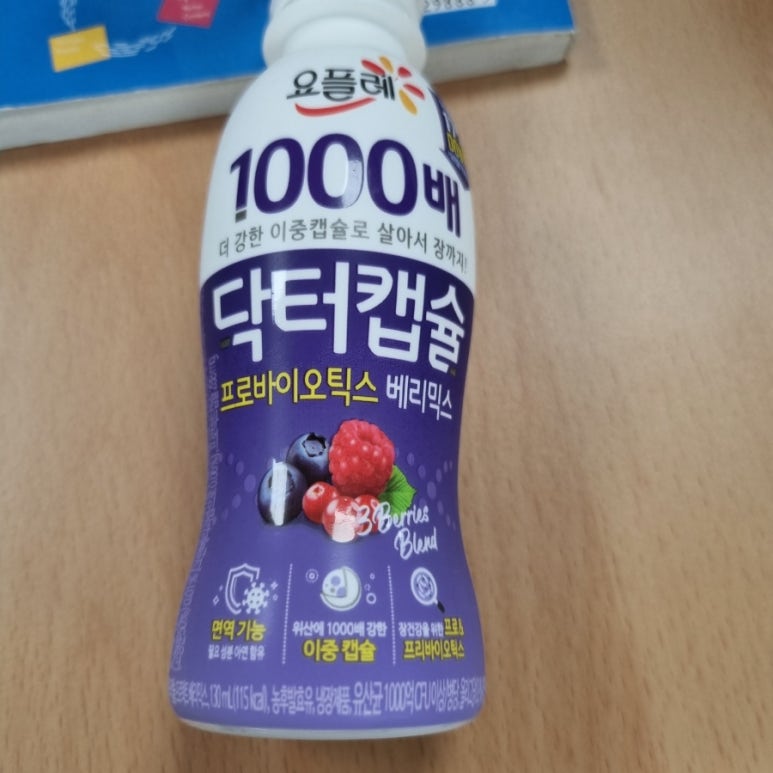 요플레
1000배
더 강한 이중캡슐로 살아서 장까지!
닥터캡슐
프로바이오틱스 베리믹스
3 Berries
Blend
면역 기능
필요 성분 아연 함유
위산에 1000배 강한
이중 캡슐
장건강을 위한 프로&
프리바이오틱스
130 mL(115 kcal), 농후발효유, 냉장제품, 유산균 1000억 CFU 이상/병당,